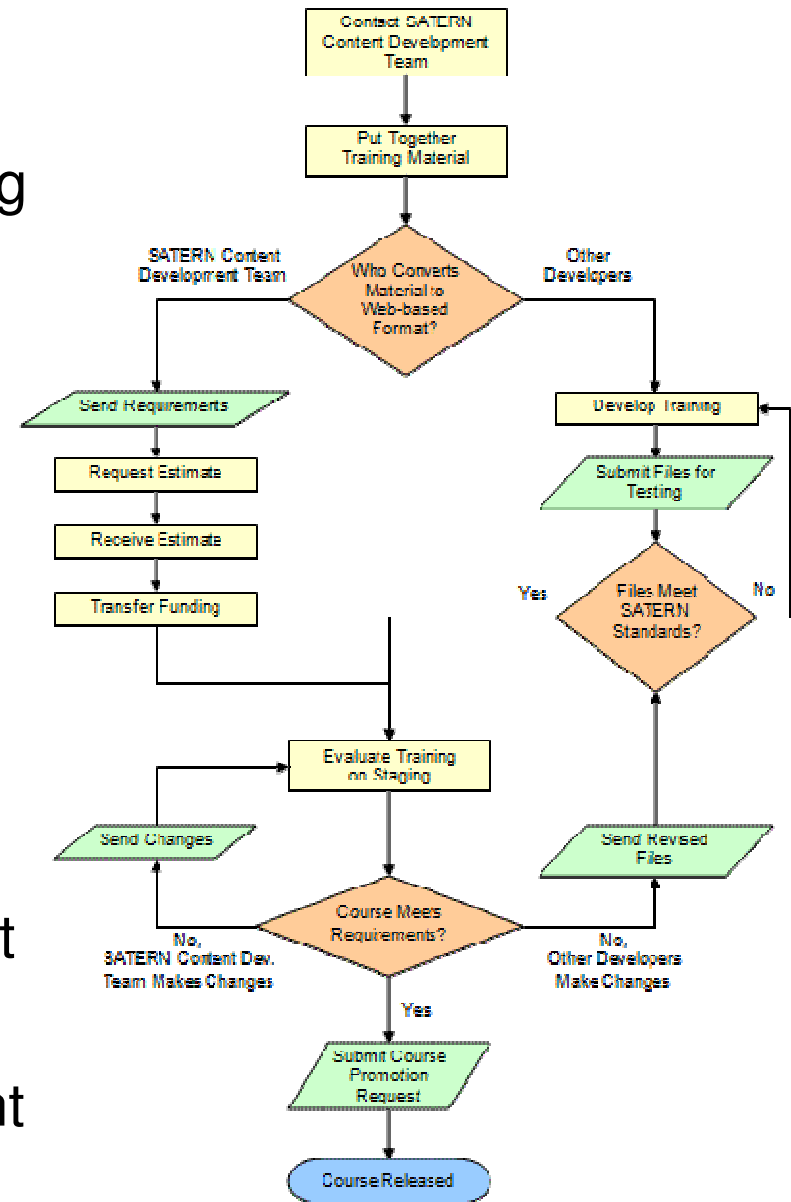 Contact SATERN
Content Development
Team
Put Together
Training Material
g
SATERN Content
Development Team
Who Converts
Material to
Web-based
Format?
Other
Developers
Send Requirements
Develop Training
Request Estimate
Submit Files for
Testing
Receive Estimate
Transfer Funding
Yes
Files Meet
SATERN
Standards?
No
Evaluate Training
on Staging
Send Changes
Send Revised
Files
Course Meets
Requirements?
t
No,
SATERN Content Dev.
Team Makes Changes
No,
Other Developers
Make Changes
Yes
Submit Course
Promotion
Request
nt
Course Released